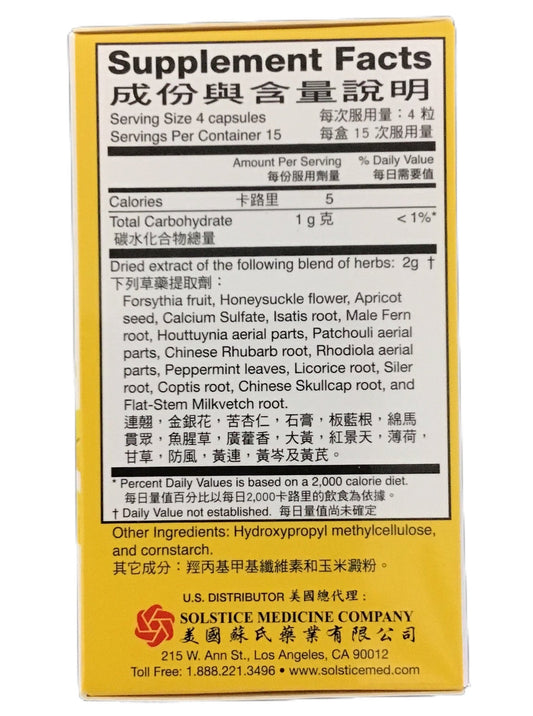 Supplement Facts
成份與含量說明
Serving Size 4 capsules 每次服用量：4 粒
Servings Per Container 15 每盒 15 次服用量
Amount Per Serving % Daily Value
每份服用劑量 每日需要值
Calories 卡路里 5
Total Carbohydrate 1 g 克 < 1%*
碳水化合物總量
Dried extract of the following blend of herbs: 2g †
下列草藥提取劑：
Forsythia fruit, Honeysuckle flower, Apricot
seed, Calcium Sulfate, Isatis root, Male Fern
root, Houttuynia aerial parts, Patchouli aerial
parts, Chinese Rhubarb root, Rhodiola aerial
parts, Peppermint leaves, Licorice root, Siler
root, Coptis root, Chinese Skullcap root, and
Flat-Stem Milkvetch root.
連翹，金銀花，苦杏仁，石膏，板藍根，綿馬
貫眾，魚腥草，廣藿香，大黃，紅景天，薄荷，
甘草，防風，黃連，黃岑及黃芪。
* Percent Daily Values is based on a 2,000 calorie diet.
每日量值百分比以每日2,000卡路里的飲食為依據。
† Daily Value not established. 每日量值尚未確定
Other Ingredients: Hydroxypropyl methylcellulose,
and cornstarch.
其它成分：羥丙基甲基纖維素和玉米澱粉。
U.S. DISTRIBUTOR 美國總代理：
SOLSTICE MEDICINE COMPANY
美國蘇氏藥業有限公司
215 W. Ann St., Los Angeles, CA 90012
Toll Free: 1.888.221.3496 • www.solsticemed.com